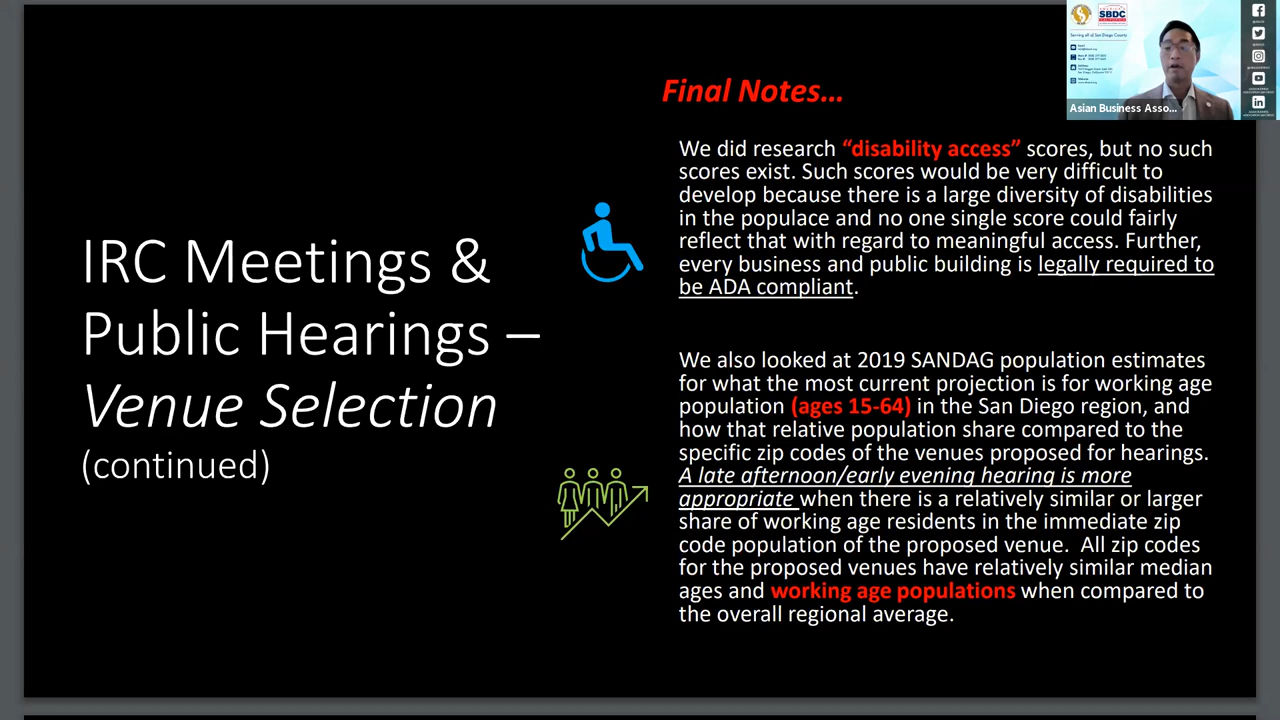 IRC Meetings &
Public Hearings –
Venue Selection
(continued)
Final Notes…
We did research “disability access” scores, but no such
scores exist. Such scores would be very difficult to
develop because there is a large diversity of disabilities
in the populace and no one single score could fairly
reflect that with regard to meaningful access. Further,
every business and public building is legally required to
be ADA compliant.
We also looked at 2019 SANDAG population estimates
for what the most current projection is for working age
population (ages 15-64) in the San Diego region, and
how that relative population share compared to the
specific zip codes of the venues proposed for hearings.
A late afternoon/early evening hearing is more
appropriate when there is a relatively similar or larger
share of working age residents in the immediate zip
code population of the proposed venue.  All zip codes
for the proposed venues have relatively similar median
ages and working age populations when compared to
the overall regional average.
SBDC
Serving all of San Diego County
Asian Business Asso...